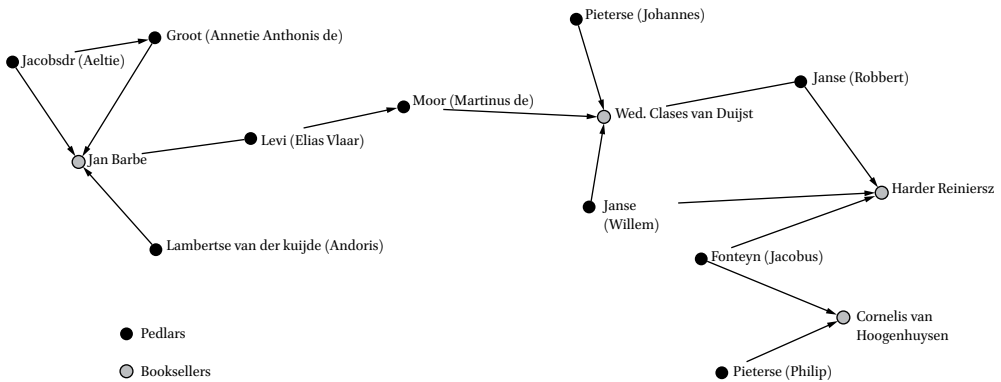 Pieterse (Johannes)
Groot (Annetie Anthonis de)
Jacobsdr (Aeltie)
Janse (Robbert)
Moor (Martinus de)
Wed. Clases van Duijst
Levi (Elias Vlaar)
Jan Barbe
Harder Reiniersz
Janse
(Willem)
Lambertse van der kuijde (Andoris)
Fonteyn (Jacobus)
Cornelis van
Hoogenhuysen
Pedlars
Booksellers
Pieterse (Philip)